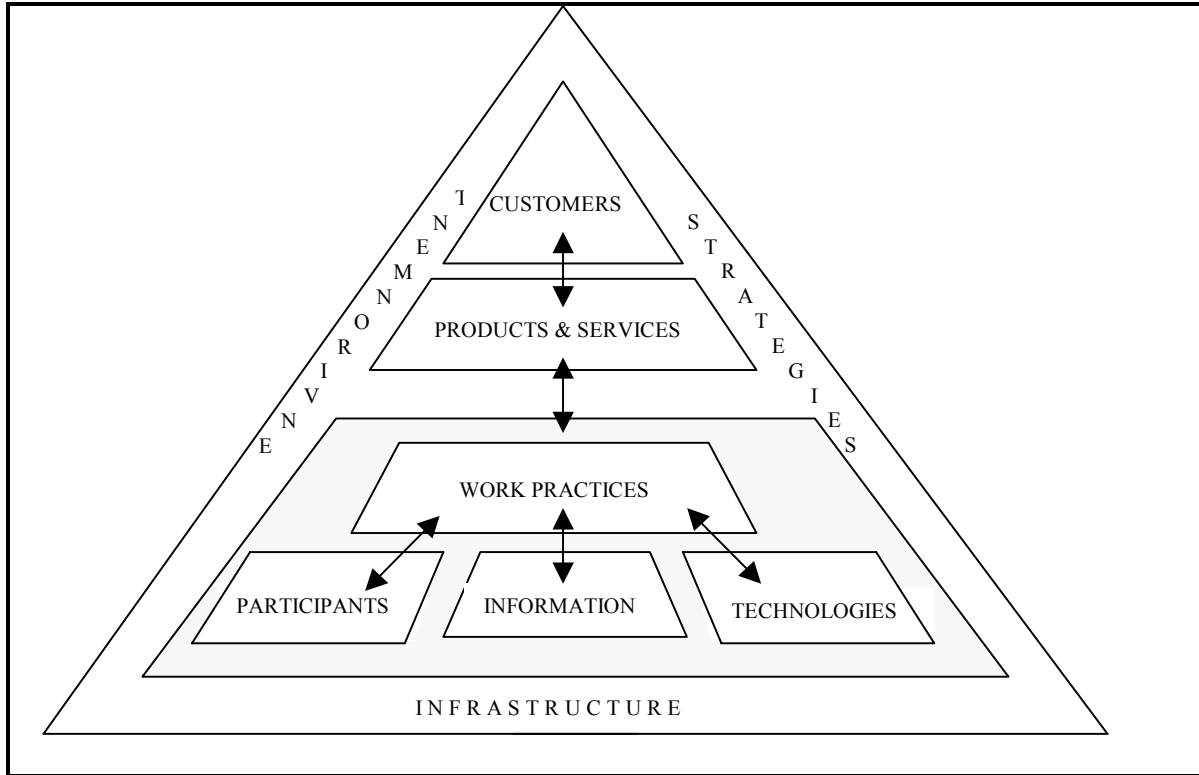 CUSTOMERS
PRODUCTS & SERVICES
WORK PRACTICES
PARTICIPANTS
INFORMATION
TECHNOLOGIES
ENVIRONMENT
STRATEGIES
INFRASTRUCTURE